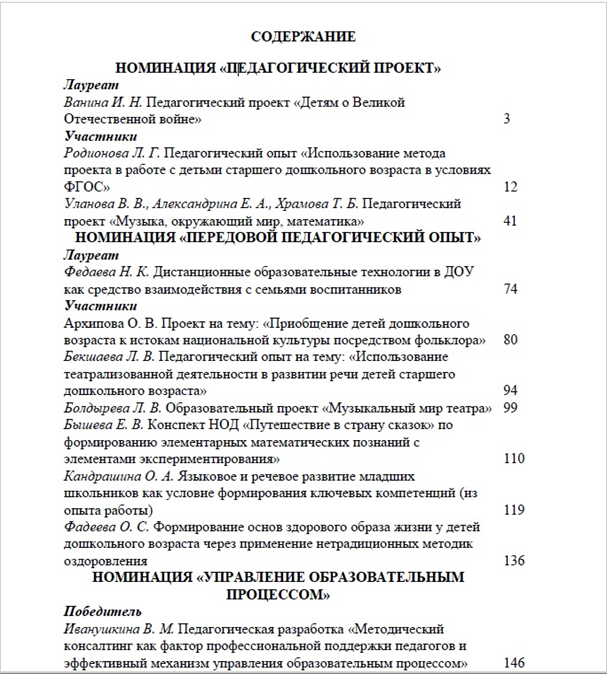 СОДЕРЖАНИЕ
НОМИНАЦИЯ «ПЕДАГОГИЧЕСКИЙ ПРОЕКТ»
Лауреат
Ванина И. Н. Педагогический проект «Детям о Великой
Отечественной войне» 3
Участники
Родионова Л. Г. Педагогический опыт «Использование метода
проекта в работе с детьми старшего дошкольного возраста в условиях
ФГОС» 12
Уланова В. В., Александрина Е. А., Храмова Т. Б. Педагогический
проект «Музыка, окружающий мир, математика» 41
НОМИНАЦИЯ «ПЕРЕДОВОЙ ПЕДАГОГИЧЕСКИЙ ОПЫТ»
Лауреат
Федаева Н. К. Дистанционные образовательные технологии в ДОУ
как средство взаимодействия с семьями воспитанников 74
Участники
Архипова О. В. Проект на тему: «Приобщение детей дошкольного
возраста к истокам национальной культуры посредством фольклора» 80
Бекшаева Л. В. Педагогический опыт на тему: «Использование
театрализованной деятельности в развитии речи детей старшего
дошкольного возраста» 94
Болдырева Л. В. Образовательный проект «Музыкальный мир театра» 99
Бышева Е. В. Конспект НОД «Путешествие в страну сказок» по
формированию элементарных математических познаний с
элементами экспериментирования» 110
Кандрашина О. А. Языковое и речевое развитие младших
школьников как условие формирования ключевых компетенций (из
опыта работы) 119
Фадеева О. С. Формирование основ здорового образа жизни у детей
дошкольного возраста через применение нетрадиционных методик
оздоровления 136
НОМИНАЦИЯ «УПРАВЛЕНИЕ ОБРАЗОВАТЕЛЬНЫМ
ПРОЦЕССОМ»
Победитель
Иванушкина В. М. Педагогическая разработка «Методический
консалтинг как фактор профессиональной поддержки педагогов и
эффективный механизм управления образовательным процессом» 146